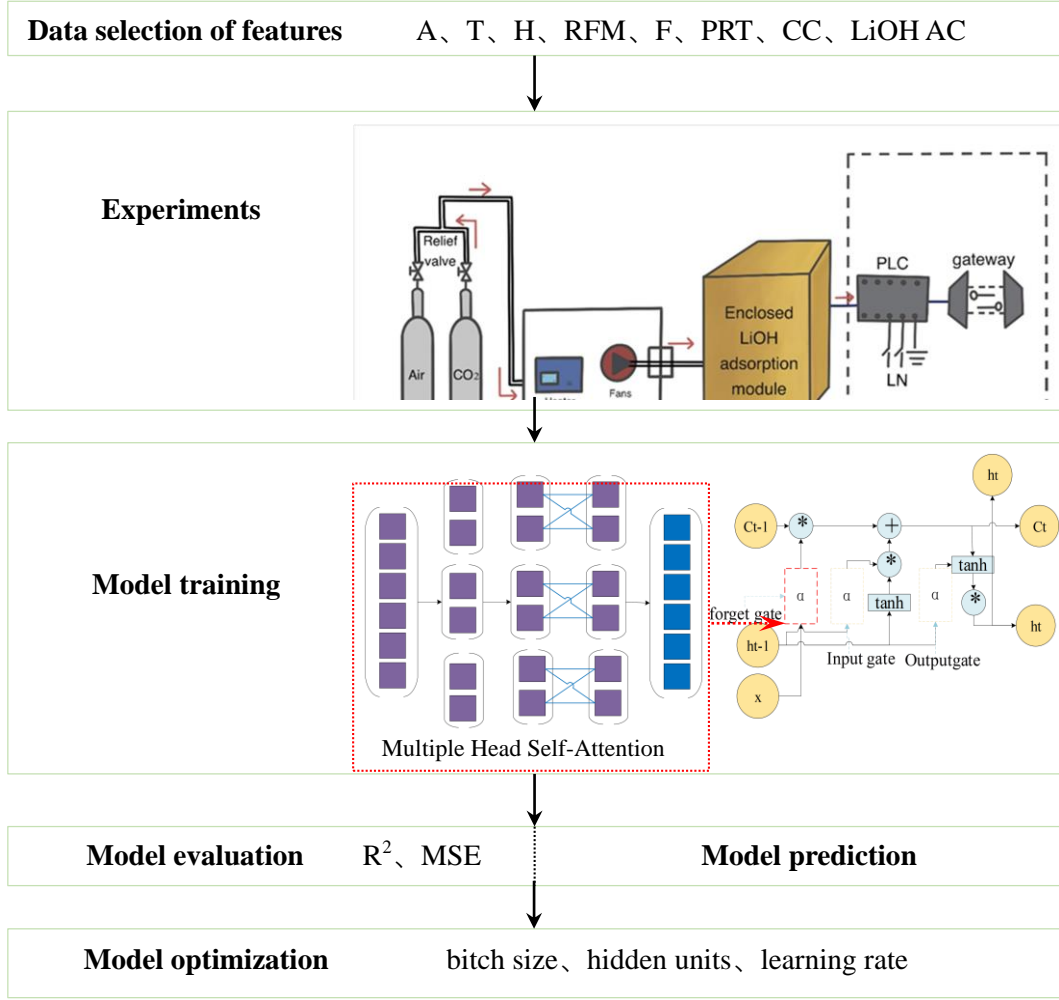 Data selection of features A、T、H、RFM、F、PRT、CC、LiOH AC
Experiments
Relief
valve
Air
CO₂
Fans
Enclosed
LiOH
adsorption
module
PLC
gateway
LN
Model training
Multiple Head Self-Attention
forget gate
Ct-1
*
+
ht
Ct
*
tanh
α
α
tanh
α
*
ht-1
ht
Input gate
Outputgate
x
Model evaluation R²、MSE
Model prediction
Model optimization bitch size、hidden units、learning rate